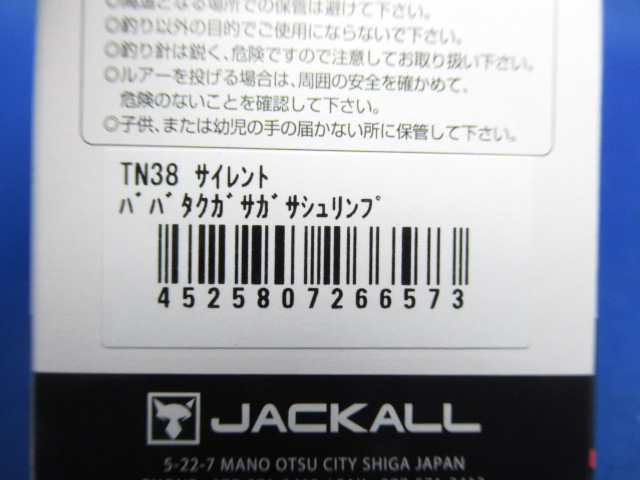 ◎高温となる場所での保管は避けて下さい。
◎釣り以外の目的でご使用にならないで下さい。
◎釣り針は鋭く、危険ですので注意してお取り扱い下さい。
◎ルアーを投げる場合は、周囲の安全を確かめて、
危険のないことを確認して下さい。
◎子供、または幼児の手の届かない所に保管して下さい。
TN38 サイレント
ﾊﾞﾊﾞﾀｸｶﾞｻｶﾞｻシュリンプ
4525807266573
JACKALL
5-22-7 MANO OTSU CITY SHIGA JAPAN